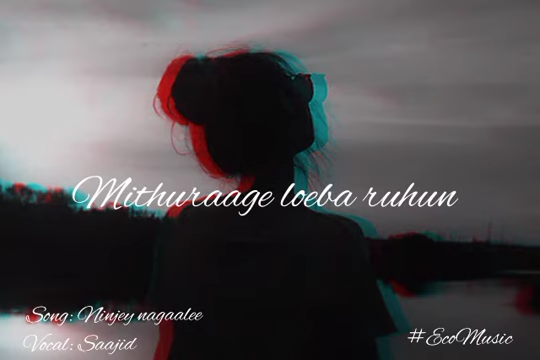 Mithuraage loeba ruhun
Song: Ninjey nagaalee
Vocal: Saajid
#EcoMusic